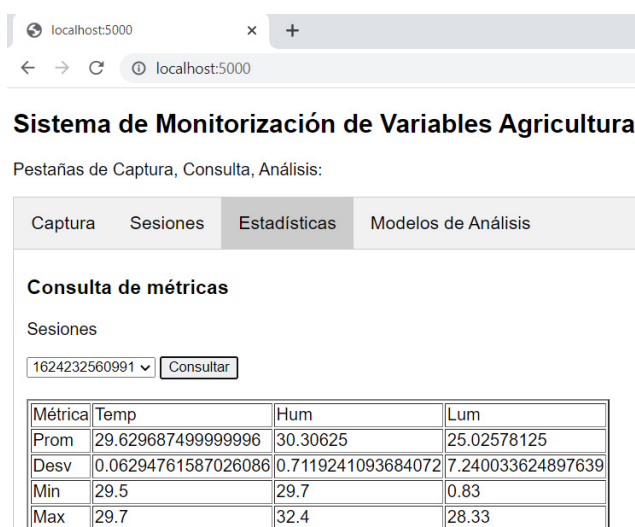 localhost:5000
localhost:5000
Sistema de Monitorización de Variables Agricultura
Pestañas de Captura, Consulta, Análisis:
Captura Sesiones Estadísticas Modelos de Análisis
Consulta de métricas
Sesiones
1624232560991 Consultar
Métrica Temp Hum Lum
Prom 29.629687499999996 30.30625 25.02578125
Desv 0.06294761587026086 0.7119241093684072 7.240033624897639
Min 29.5 29.7 0.83
Max 29.7 32.4 28.33